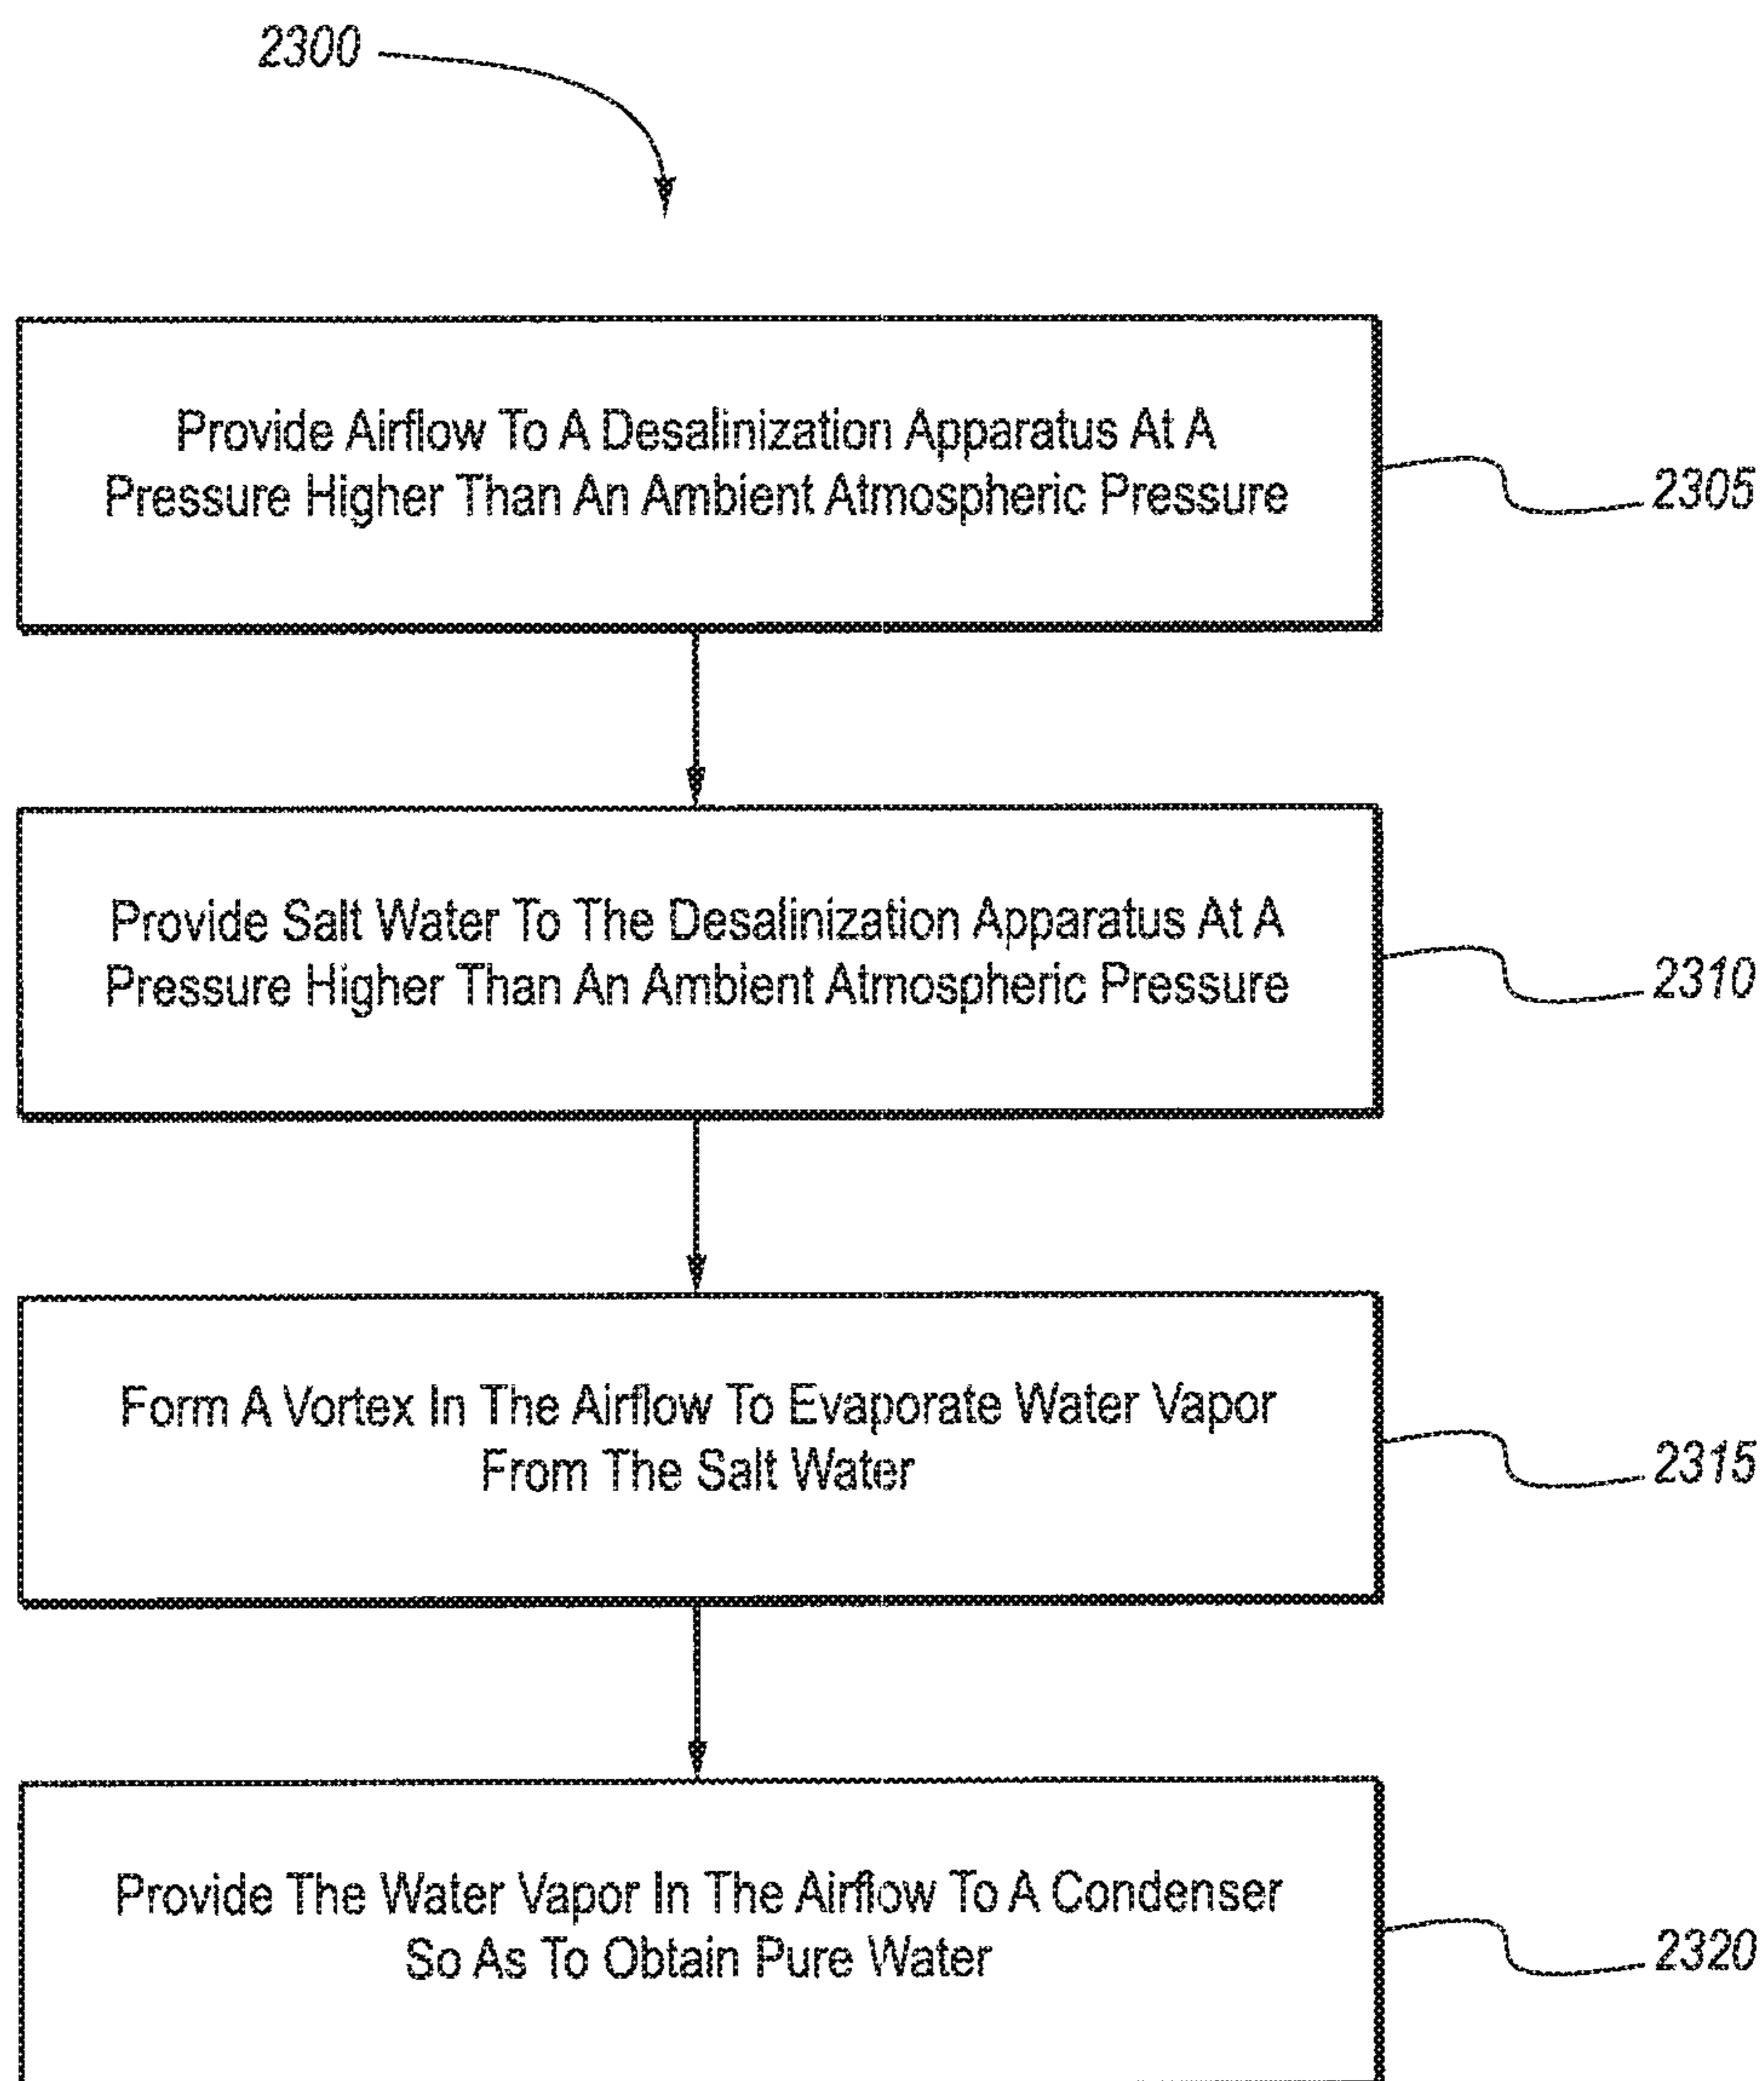 2300
Provide Airflow To A Desalinization Apparatus At A
Pressure Higher Than An Ambient Atmospheric Pressure
2305
Provide Salt Water To The Desalinization Apparatus At A
Pressure Higher Than An Ambient Atmospheric Pressure
2310
Form A Vortex In The Airflow To Evaporate Water Vapor
From The Salt Water
2315
Provide The Water Vapor In The Airflow To A Condenser
So As To Obtain Pure Water
2320